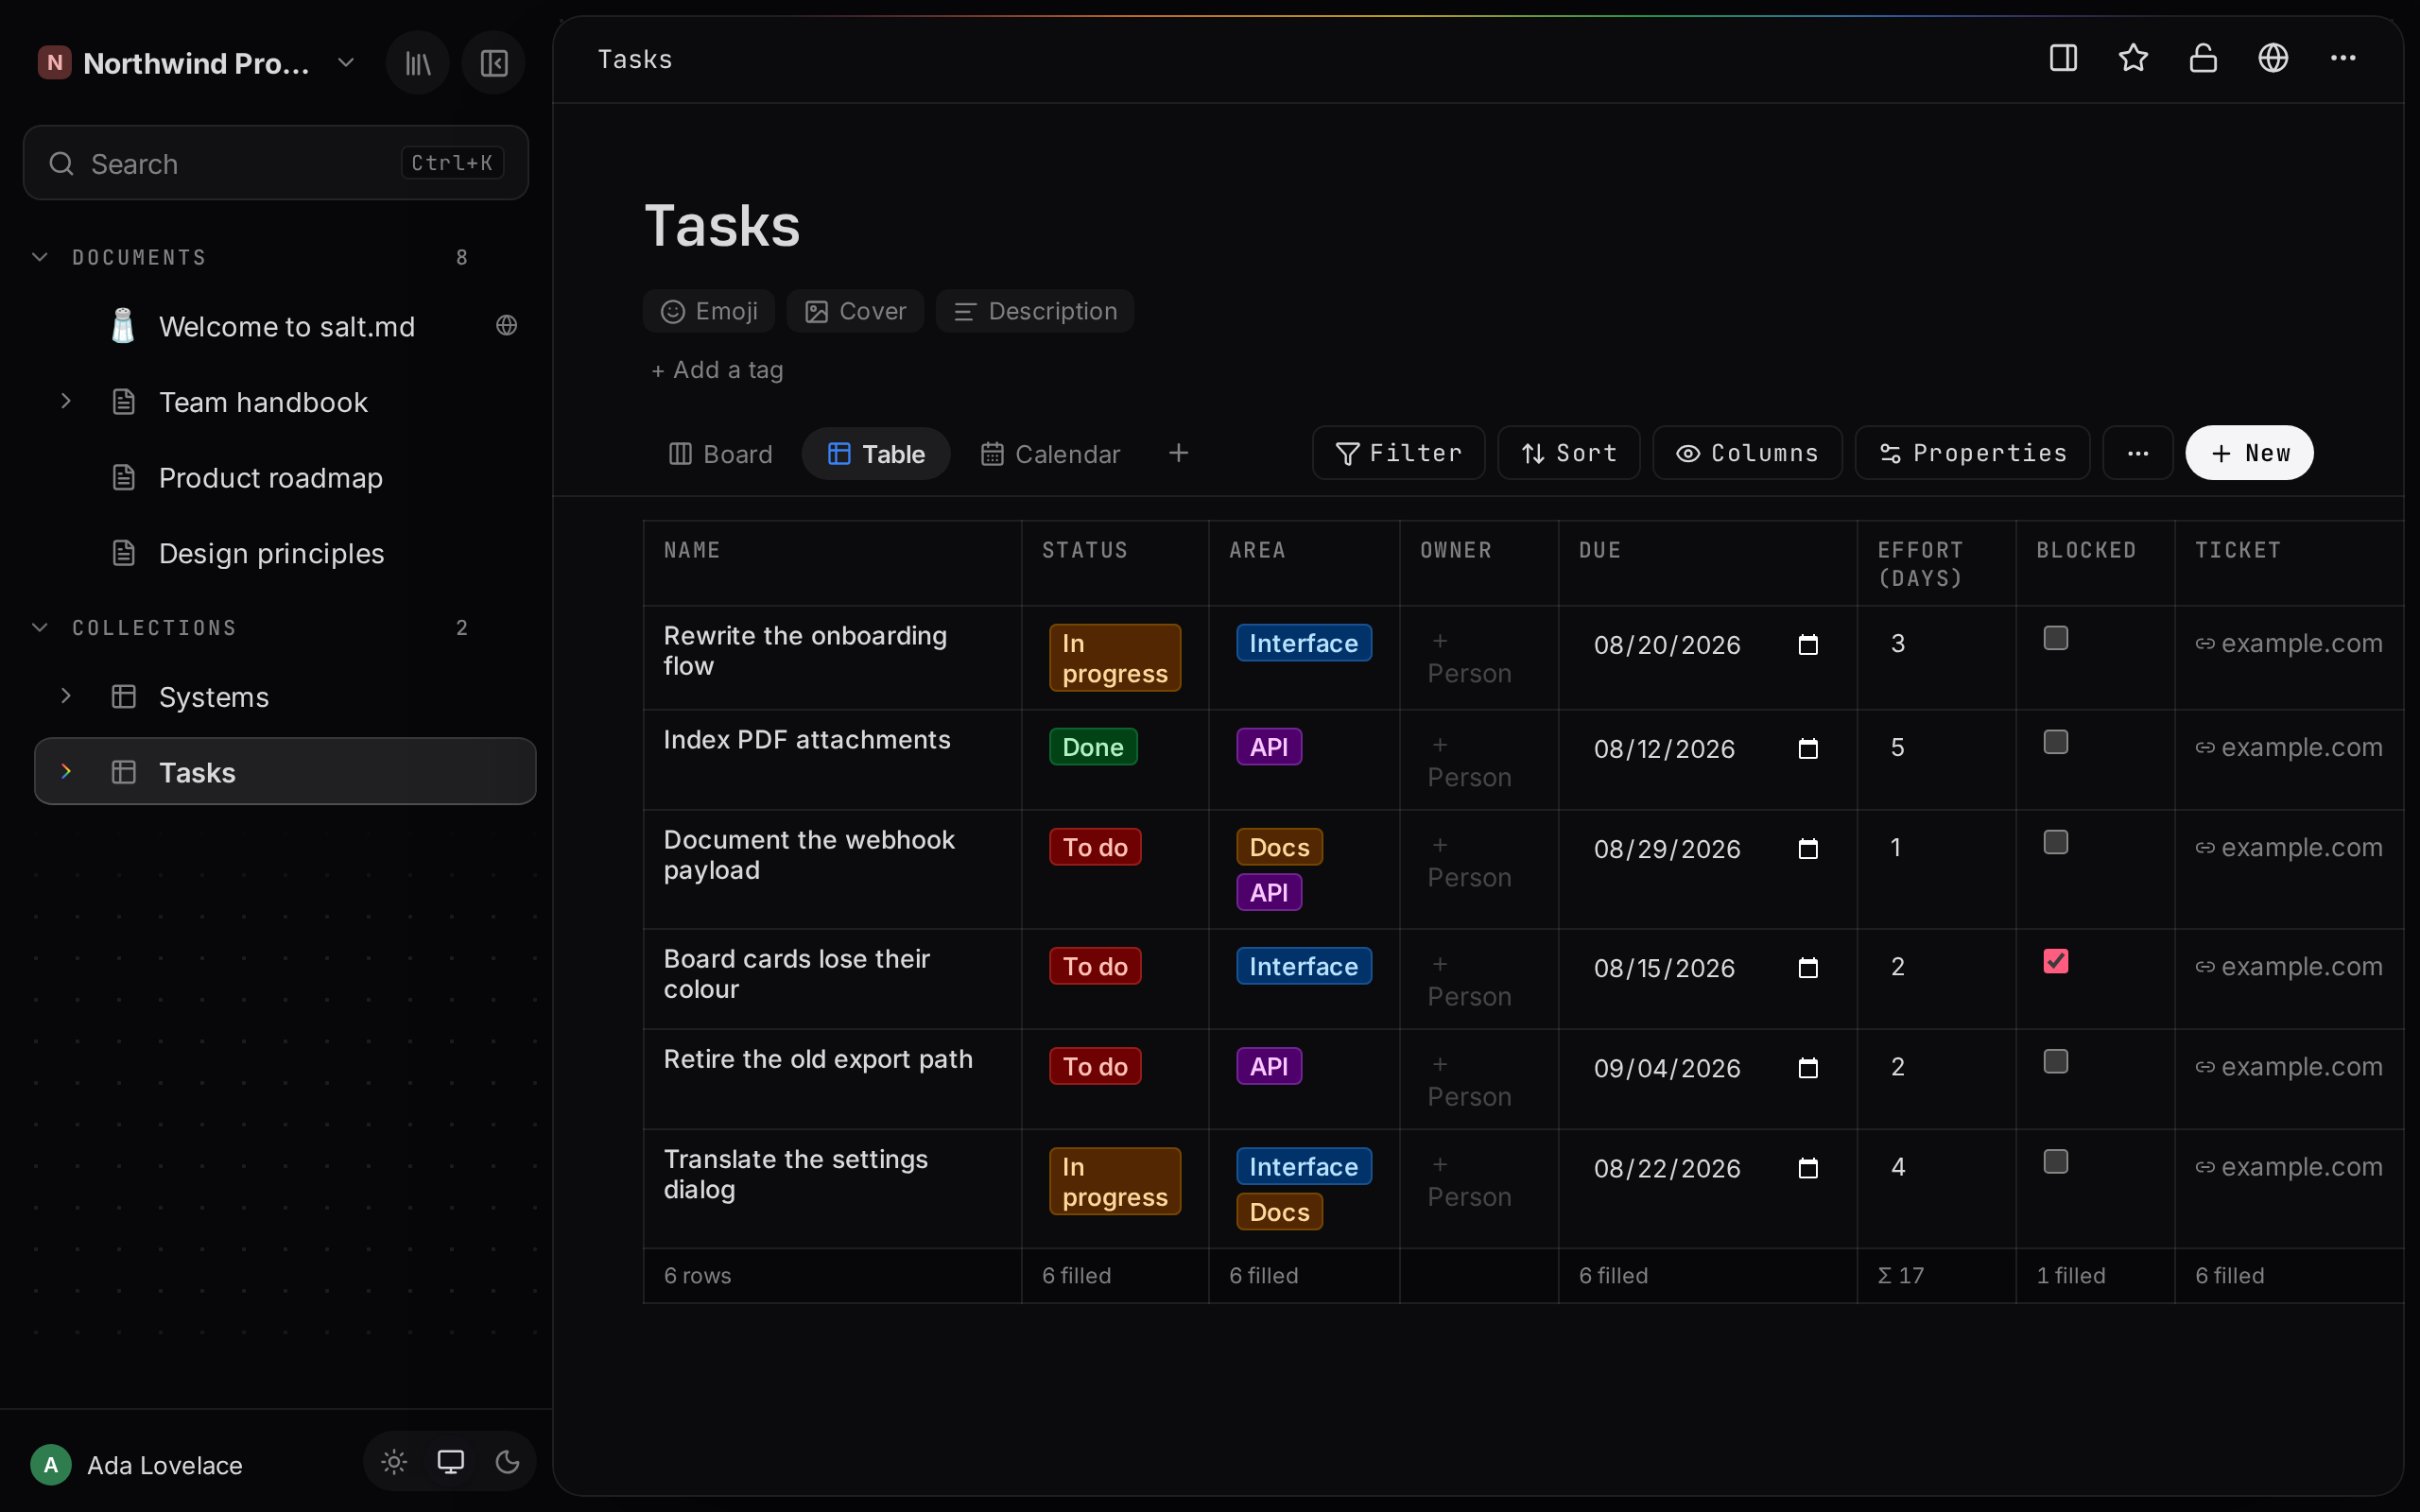 N Northwind Pro...
Search Ctrl+K
DOCUMENTS 8
Welcome to salt.md
Team handbook
Product roadmap
Design principles
COLLECTIONS 2
Systems
Tasks
A Ada Lovelace
Tasks
Tasks
Emoji Cover Description
+ Add a tag
Board Table Calendar +
Filter Sort Columns Properties ... + New
NAME STATUS AREA OWNER DUE EFFORT BLOCKED TICKET
(DAYS)
Rewrite the onboarding In Interface + 08/20/2026 3 example.com
flow progress Person
Index PDF attachments Done API + 08/12/2026 5 example.com
Person
Document the webhook To do Docs + 08/29/2026 1 example.com
payload API Person
Board cards lose their To do Interface + 08/15/2026 2 example.com
colour Person
Retire the old export path To do API + 09/04/2026 2 example.com
Person
Translate the settings In Interface + 08/22/2026 4 example.com
dialog progress Docs Person
6 rows 6 filled 6 filled 6 filled Σ 17 1 filled 6 filled